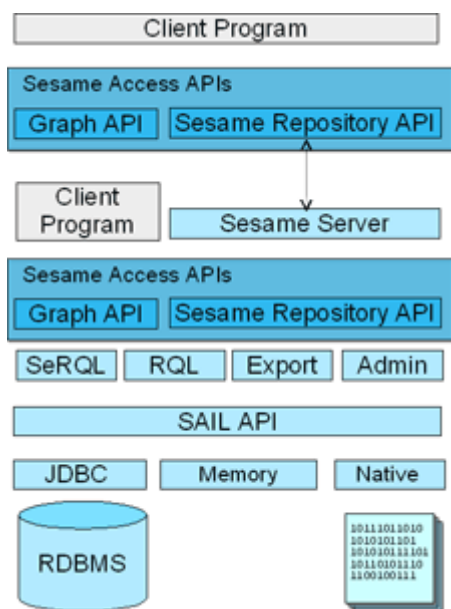 Client Program
Sesame Access APIs
Graph API
Sesame Repository API
Client
Program
Sesame Server
Sesame Access APIs
Graph API
Sesame Repository API
SeRQL
RQL
Export
Admin
SAIL API
JDBC
Memory
Native
RDBMS
10111011010
1010101101
101010111101
10110101110
1100100111